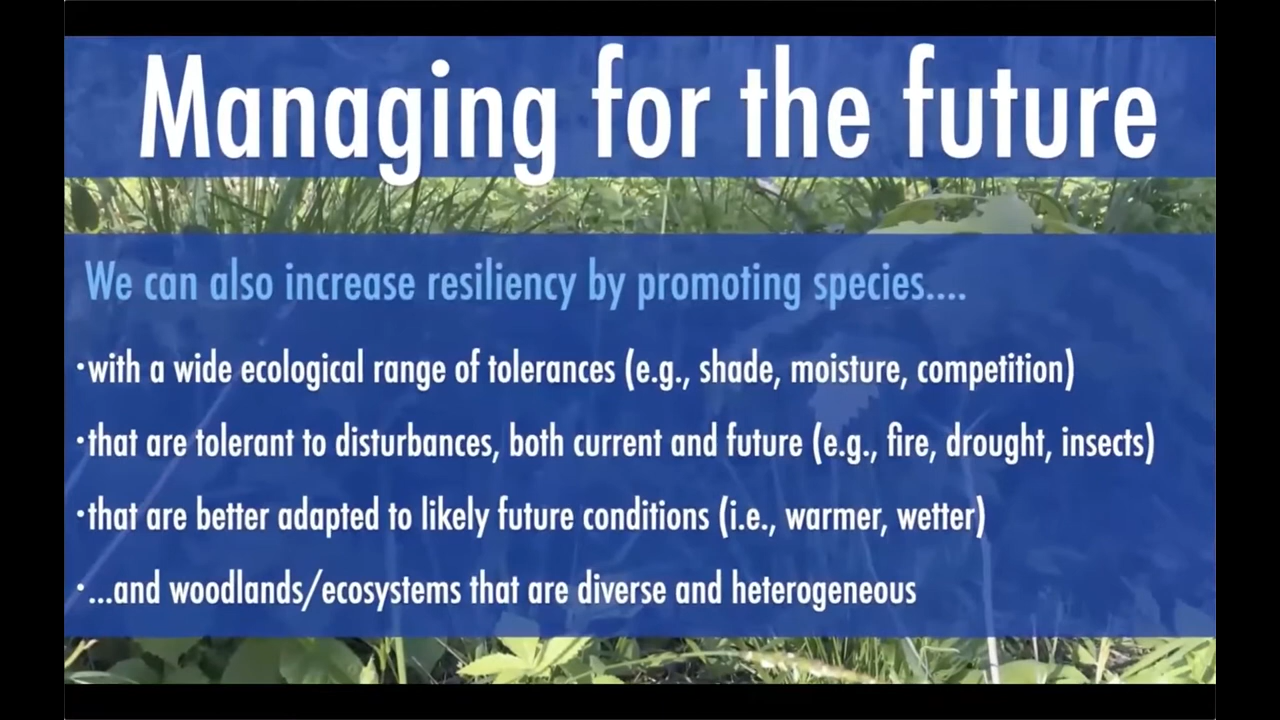 Managing for the future
We can also increase resiliency by promoting species....
•with a wide ecological range of tolerances (e.g., shade, moisture, competition)
•that are tolerant to disturbances, both current and future (e.g., fire, drought, insects)
•that are better adapted to likely future conditions (i.e., warmer, wetter)
•...and woodlands/ecosystems that are diverse and heterogeneous